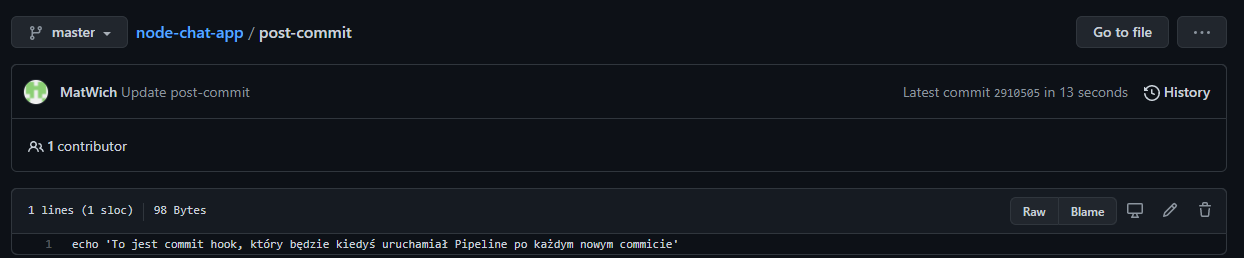 master node-chat-app / post-commit Go to file ...
MatWich Update post-commit Latest commit 2910505 in 13 seconds History
1 contributor
1 lines (1 sloc) 98 Bytes Raw Blame
1 echo 'To jest commit hook, który będzie kiedyś uruchamiał Pipeline po każdym nowym commicie'